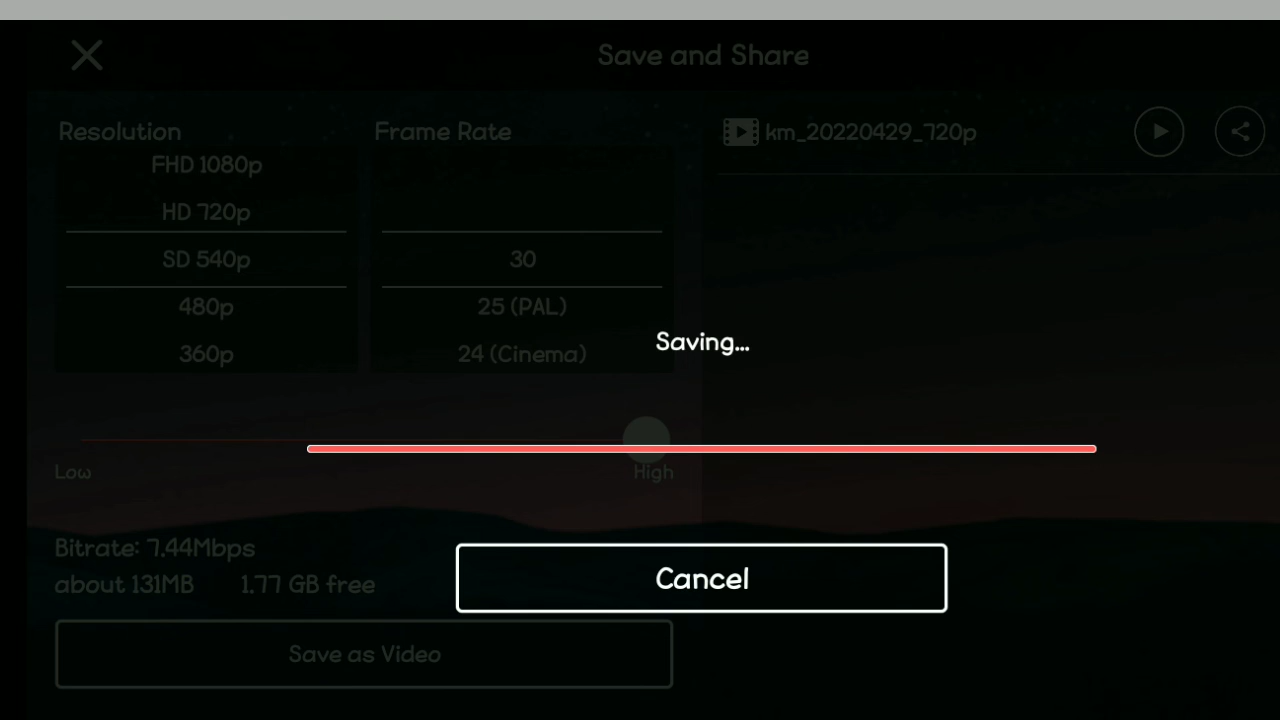 Save and Share
Resolution
Frame Rate
km_20220429_720p
FHD 1080p
HD 720p
SD 540p
480p
360p
30
25 (PAL)
24 (Cinema)
Saving...
Low
High
Bitrate: 7.44Mbps
about 131MB 1.77 GB free
Cancel
Save as Video